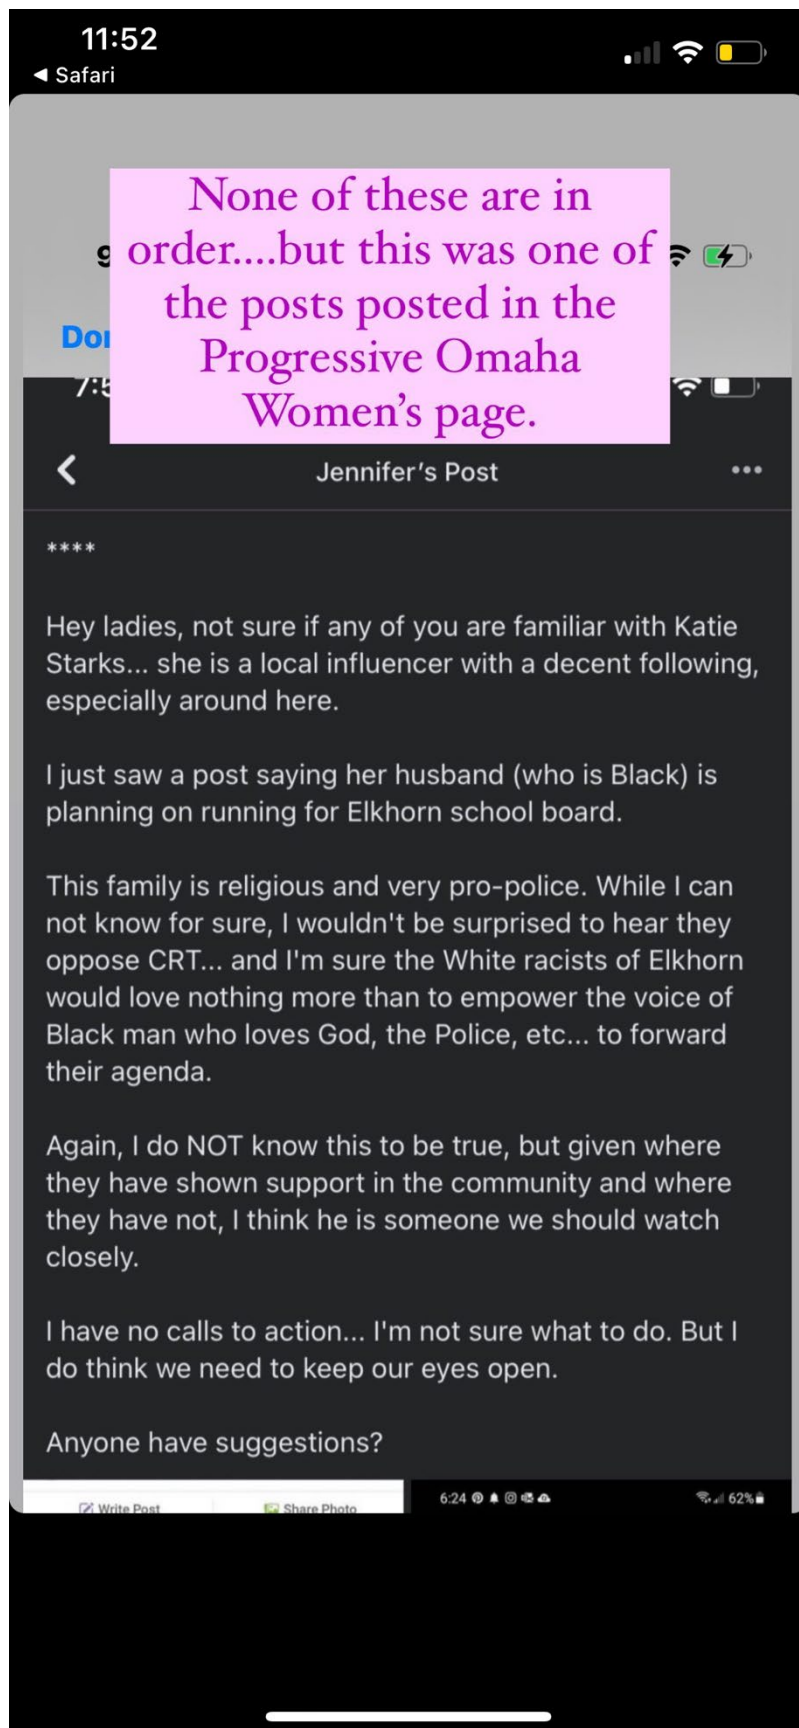 11:52
◀ Safari
None of these are in
order....but this was one of
the posts posted in the
Progressive Omaha
Women's page.
Jennifer's Post
****
Hey ladies, not sure if any of you are familiar with Katie
Starks... she is a local influencer with a decent following,
especially around here.
I just saw a post saying her husband (who is Black) is
planning on running for Elkhorn school board.
This family is religious and very pro-police. While I can
not know for sure, I wouldn't be surprised to hear they
oppose CRT... and I'm sure the White racists of Elkhorn
would love nothing more than to empower the voice of
Black man who loves God, the Police, etc... to forward
their agenda.
Again, I do NOT know this to be true, but given where
they have shown support in the community and where
they have not, I think he is someone we should watch
closely.
I have no calls to action... I'm not sure what to do. But I
do think we need to keep our eyes open.
Anyone have suggestions?
Write Post Share Photo
6:24 62%